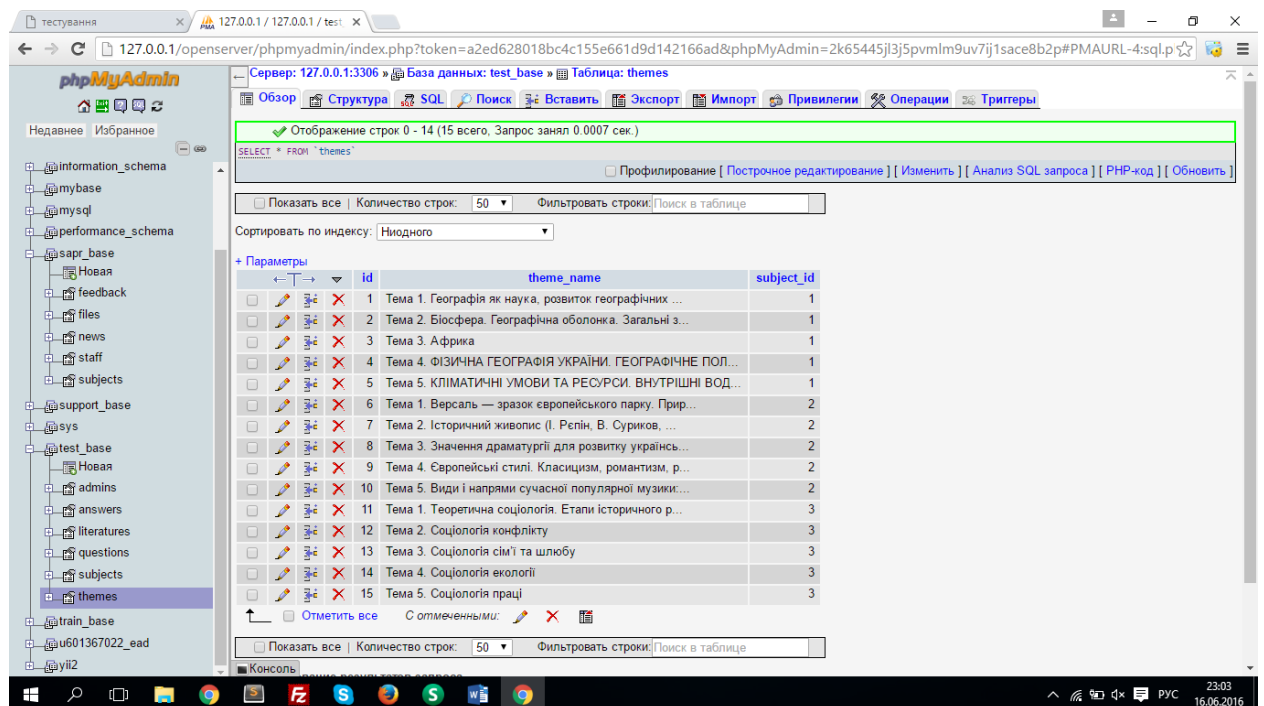 тестування
127.0.0.1 / 127.0.0.1 / test_
127.0.0.1/openserver/phpmyadmin/index.php?token=a2ed628018bc4c155e661d9d142166ad&phpMyAdmin=2k65445jl3j5pvmlm9uv7ij1sace8b2p#PMAURL-4:sql.p
phpMyAdmin
Недавнее Избранное
information_schema
mybase
mysql
performance_schema
sapr_base
Новая
feedback
files
news
staff
subjects
support_base
sys
test_base
Новая
admins
answers
literatures
questions
subjects
themes
train_base
u601367022_ead
yii2
Сервер: 127.0.0.1:3306 » База данных: test_base » Таблица: themes
Обзор Структура SQL Поиск Вставить Экспорт Импорт Привилегии Операции Триггеры
Отображение строк 0 - 14 (15 всего, Запрос занял 0.0007 сек.)
SELECT * FROM `themes`
Профилирование [ Построчное редактирование ] [ Изменить ] [ Анализ SQL запроса ] [ PHP-код ] [ Обновить ]
Показать все | Количество строк: 50 Фильтровать строки: Поиск в таблице
Сортировать по индексу: Ниодного
+ Параметры
id theme_name subject_id
1 Тема 1. Географія як наука, розвиток географічних ... 1
2 Тема 2. Біосфера. Географічна оболонка. Загальні з... 1
3 Тема 3. Африка 1
4 Тема 4. ФІЗИЧНА ГЕОГРАФІЯ УКРАЇНИ. ГЕОГРАФІЧНЕ ПОЛ... 1
5 Тема 5. КЛІМАТИЧНІ УМОВИ ТА РЕСУРСИ. ВНУТРІШНІ ВОД... 1
6 Тема 1. Версаль — зразок європейського парку. Прир... 2
7 Тема 2. Історичний живопис (І. Рєпін, В. Суриков, ... 2
8 Тема 3. Значення драматургії для розвитку українсь... 2
9 Тема 4. Європейські стилі. Класицизм, романтизм, р... 2
10 Тема 5. Види і напрями сучасної популярної музики:... 2
11 Тема 1. Теоретична соціологія. Етапи історичного р... 3
12 Тема 2. Соціологія конфлікту 3
13 Тема 3. Соціологія сім'ї та шлюбу 3
14 Тема 4. Соціологія екології 3
15 Тема 5. Соціологія праці 3
Отметить все С отмеченными:
Показать все | Количество строк: 50 Фильтровать строки: Поиск в таблице
Консоль
РУС
23:03
16.06.2016